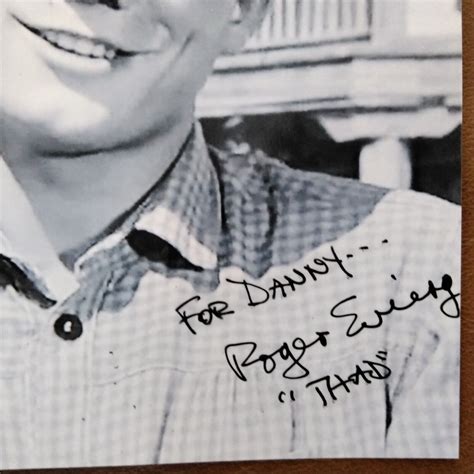 FOR DANNY...
Roger Ewing
"THAD"